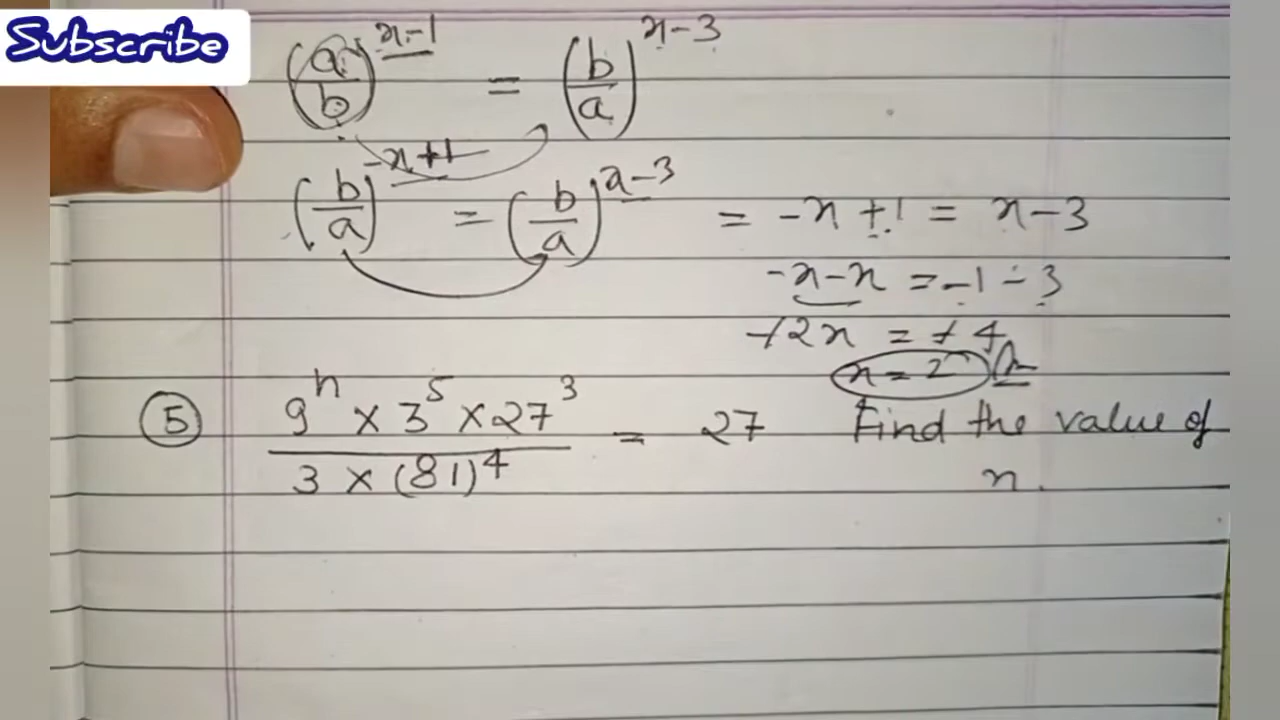 Subscribe
(a/b)^(x-1) = (b/a)^(x-3)
(b/a)^(-x+1) = (b/a)^(x-3) = -x+1 = x-3
-x-x = -1-3
-2x = -4
x = 2
5 (9^n × 3^5 × 27^3)/(3 × (81)^4) = 27 Find the value of
n.